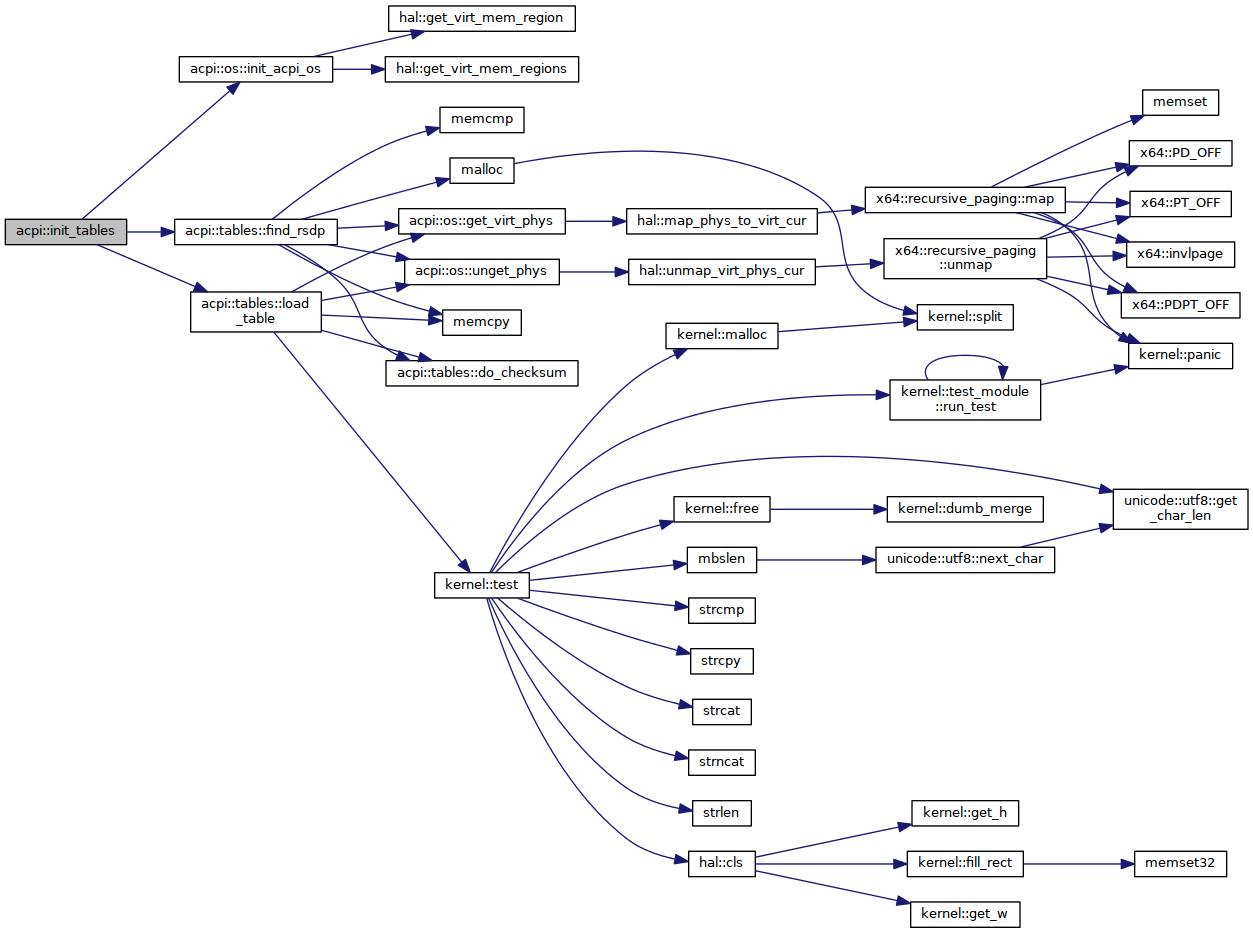 hal::get_virt_mem_region
acpi::os::init_acpi_os
hal::get_virt_mem_regions
memset
memcmp
x64::PD_OFF
malloc
x64::recursive_paging::map
x64::PT_OFF
acpi::init_tables
acpi::tables::find_rsdp
acpi::os::get_virt_phys
hal::map_phys_to_virt_cur
x64::recursive_paging
::unmap
x64::invlpage
acpi::os::unget_phys
hal::unmap_virt_phys_cur
acpi::tables::load
_table
x64::PDPT_OFF
memcpy
kernel::split
kernel::malloc
kernel::panic
acpi::tables::do_checksum
kernel::test_module
::run_test
kernel::free
kernel::dumb_merge
unicode::utf8::get
_char_len
mbslen
unicode::utf8::next_char
kernel::test
strcmp
strcpy
strcat
strncat
strlen
kernel::get_h
hal::cls
kernel::fill_rect
memset32
kernel::get_w